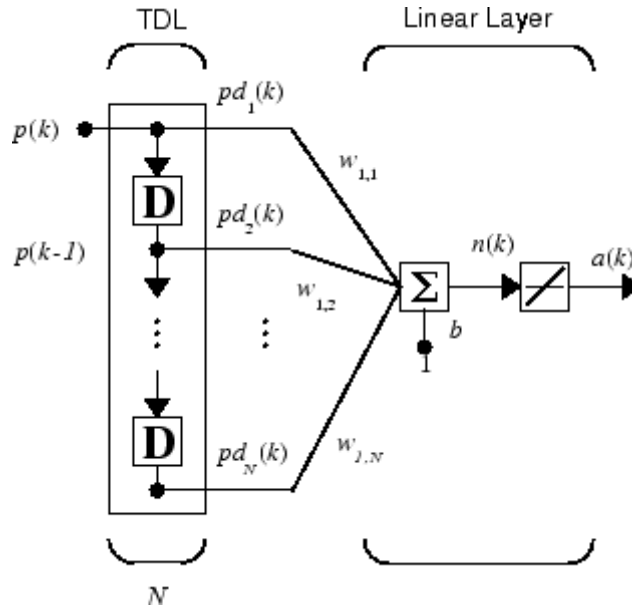 TDL
Linear Layer
pd1(k)
p(k)
w1,1
D
pd2(k)
p(k-1)
n(k)
a(k)
w1,2
Σ
b
1
D
pdN(k)
w1,N
N